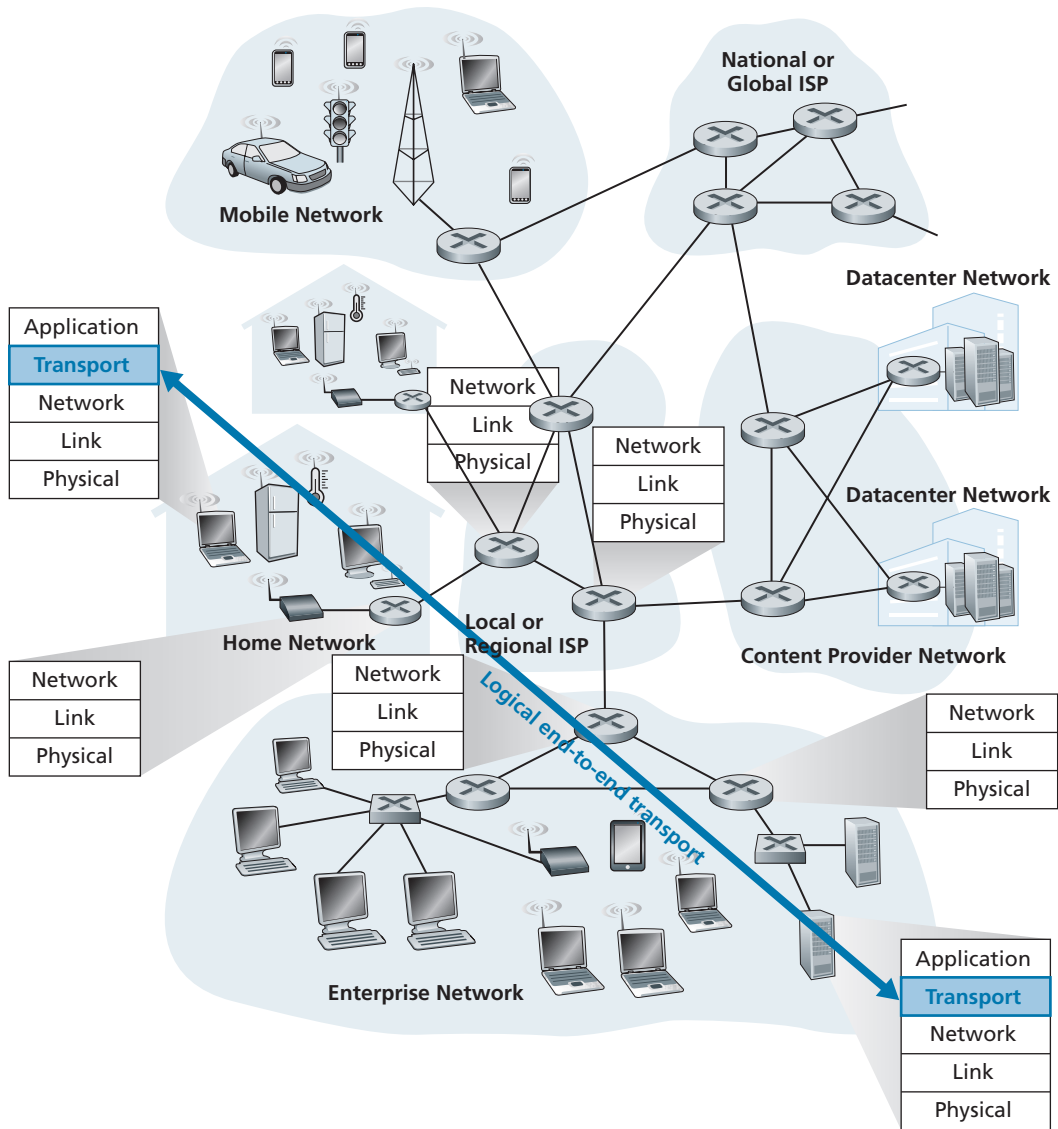 National or
Global ISP
Mobile Network
Datacenter Network
Application
Transport
Network
Link
Physical
Network
Link
Physical
Network
Link
Physical
Datacenter Network
Home Network
Local or
Regional ISP
Content Provider Network
Network
Link
Physical
Network
Link
Physical
Logical end-to-end transport
Network
Link
Physical
Enterprise Network
Application
Transport
Network
Link
Physical